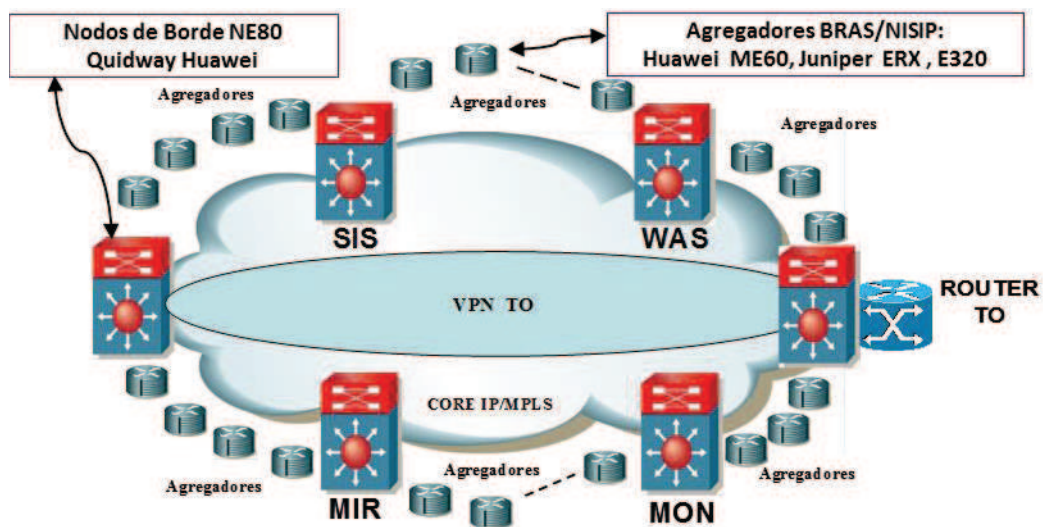 Nodos de Borde NE80
Quidway Huawei
Agregadores BRAS/NISIP:
Huawei ME60, Juniper ERX , E320
Agregadores
Agregadores
Agregadores
SIS
WAS
VPN TO
ROUTER
TO
CORE IP/MPLS
Agregadores
Agregadores
Agregadores
MIR
MON